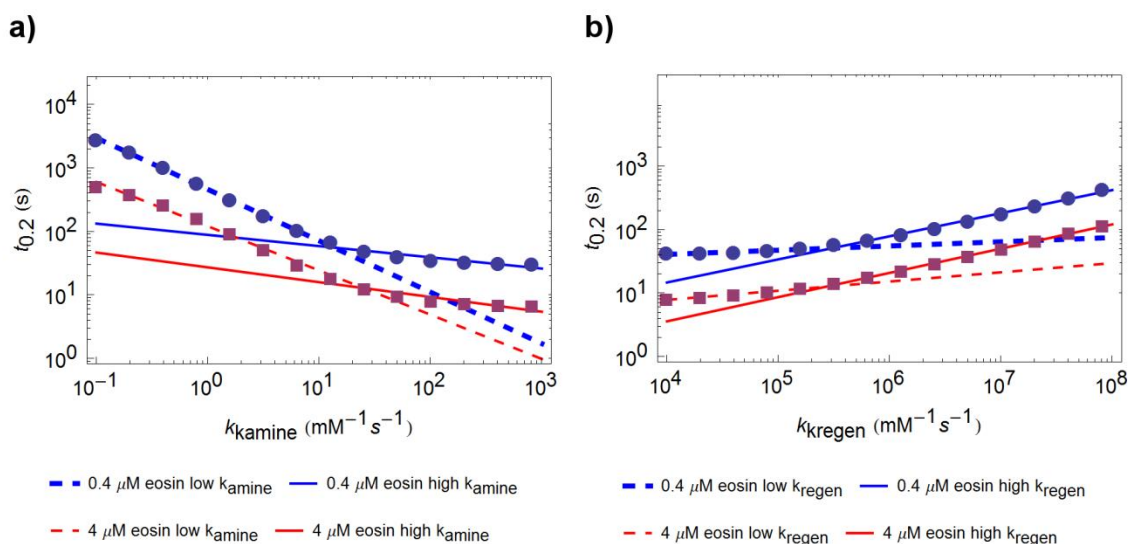 a)
b)
t0.2 (s)
10^4
10^3
10^2
10^1
10^0
10^-1 10^0 10^1 10^2 10^3
kkamine (mM^-1 s^-1)
t0.2 (s)
10^3
10^2
10^1
10^0
10^4 10^5 10^6 10^7 10^8
kkregen (mM^-1 s^-1)
0.4 μM eosin low kamine 0.4 μM eosin high kamine
4 μM eosin low kamine 4 μM eosin high kamine
0.4 μM eosin low kregen 0.4 μM eosin high kregen
4 μM eosin low kregen 4 μM eosin high kregen